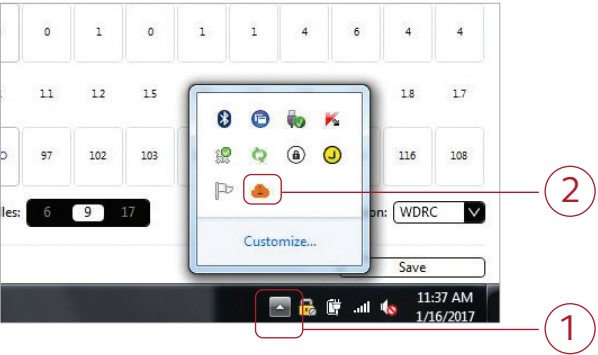 0 1 0 1 1 4 6 4 4
1.1 1.2 1.5 1.8 1.7
97 102 103 116 108
les: 6 9 17
on: WDRC V
Customize...
Save
11:37 AM
1/16/2017
2
1